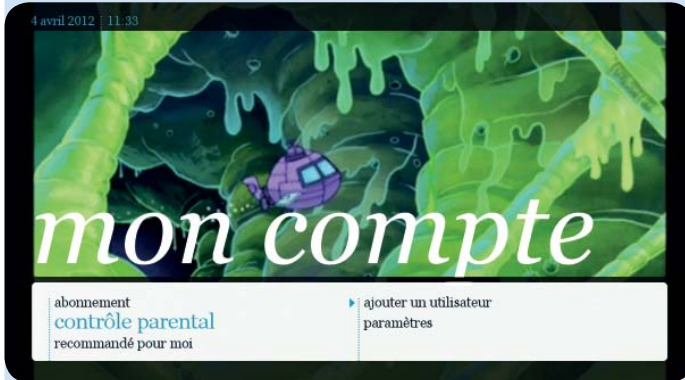 4 avril 2012 11:33
mon compte
abonnement
contrôle parental
recommandé pour moi
ajouter un utilisateur
paramètres